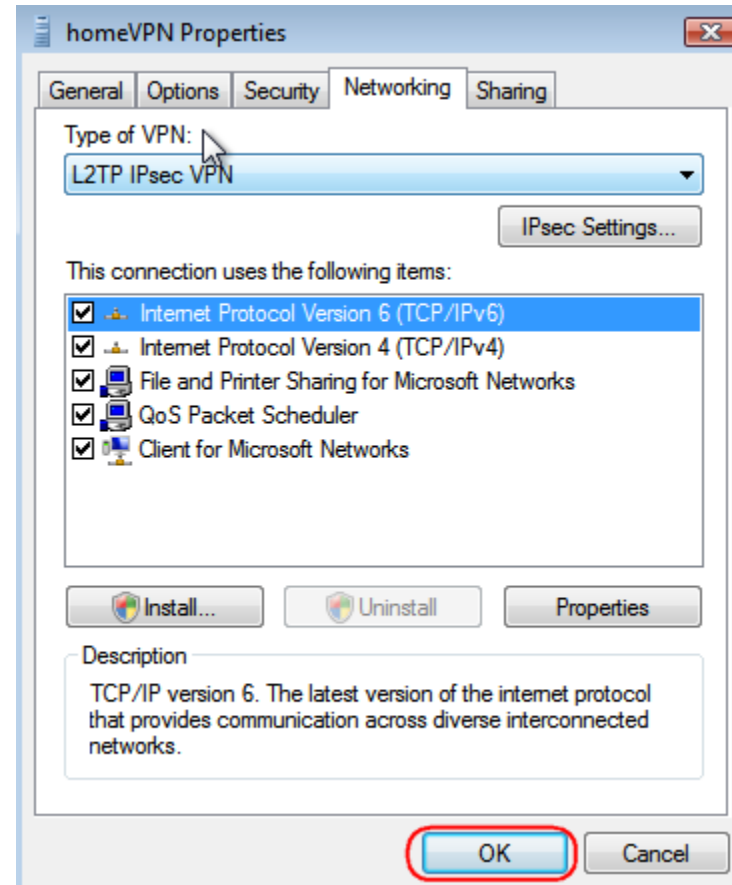 homeVPN Properties
General Options Security Networking Sharing
Type of VPN:
L2TP IPsec VPN
IPsec Settings...
This connection uses the following items:
Internet Protocol Version 6 (TCP/IPv6)
Internet Protocol Version 4 (TCP/IPv4)
File and Printer Sharing for Microsoft Networks
QoS Packet Scheduler
Client for Microsoft Networks
Install... Uninstall Properties
Description
TCP/IP version 6. The latest version of the internet protocol
that provides communication across diverse interconnected
networks.
OK Cancel